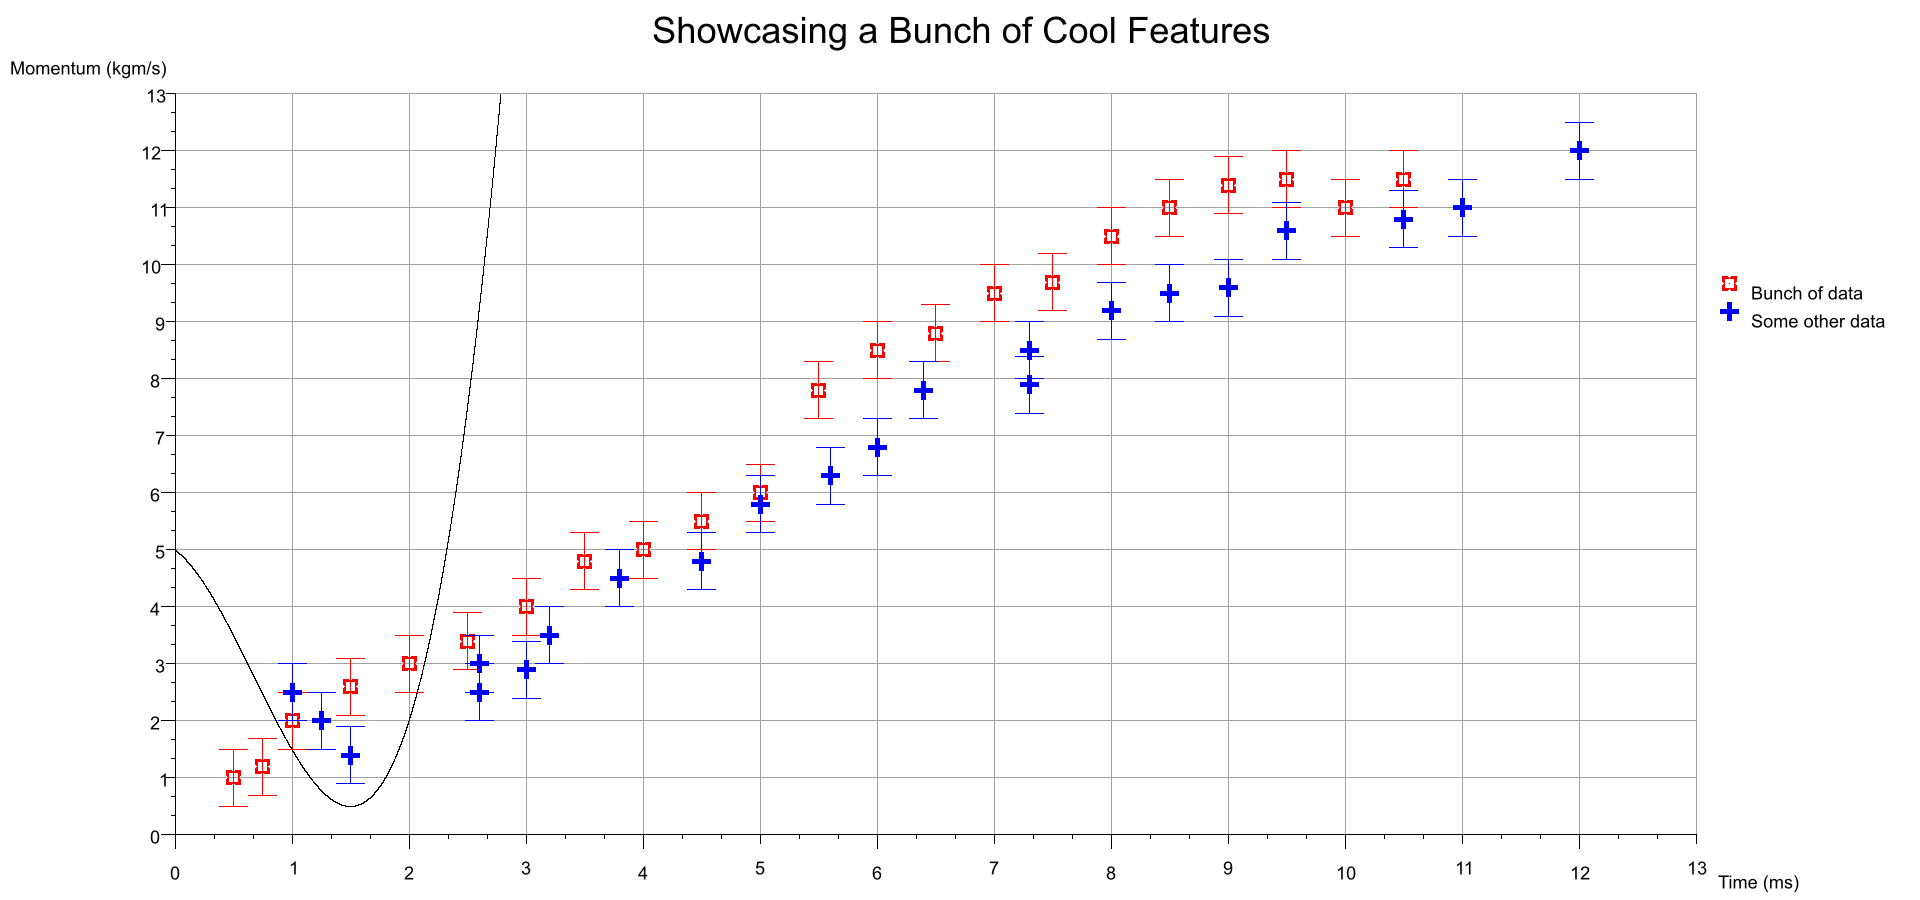 Showcasing a Bunch of Cool Features
Momentum (kgm/s)
13
12
11
10
9
8
7
6
5
4
3
2
1
0
Bunch of data
Some other data
0 1 2 3 4 5 6 7 8 9 10 11 12 13
Time (ms)